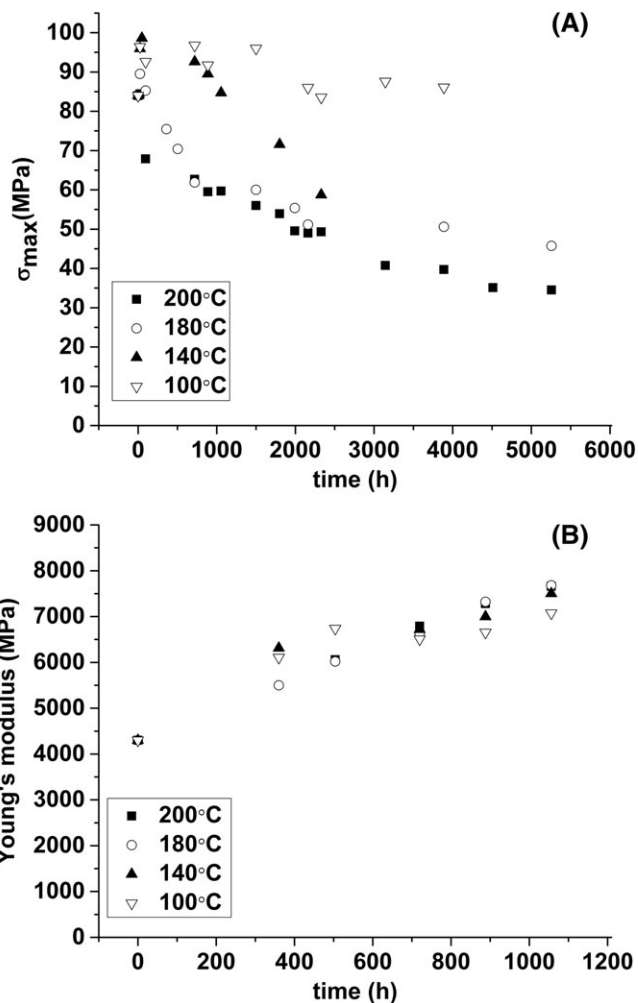 (A)
100
90
80
70
60
50
40
30
20
10
0
σmax(MPa)
200°C
180°C
140°C
100°C
0 1000 2000 3000 4000 5000 6000
time (h)
(B)
9000
8000
7000
6000
5000
4000
3000
2000
1000
0
Young's modulus (MPa)
200°C
180°C
140°C
100°C
0 200 400 600 800 1000 1200
time (h)